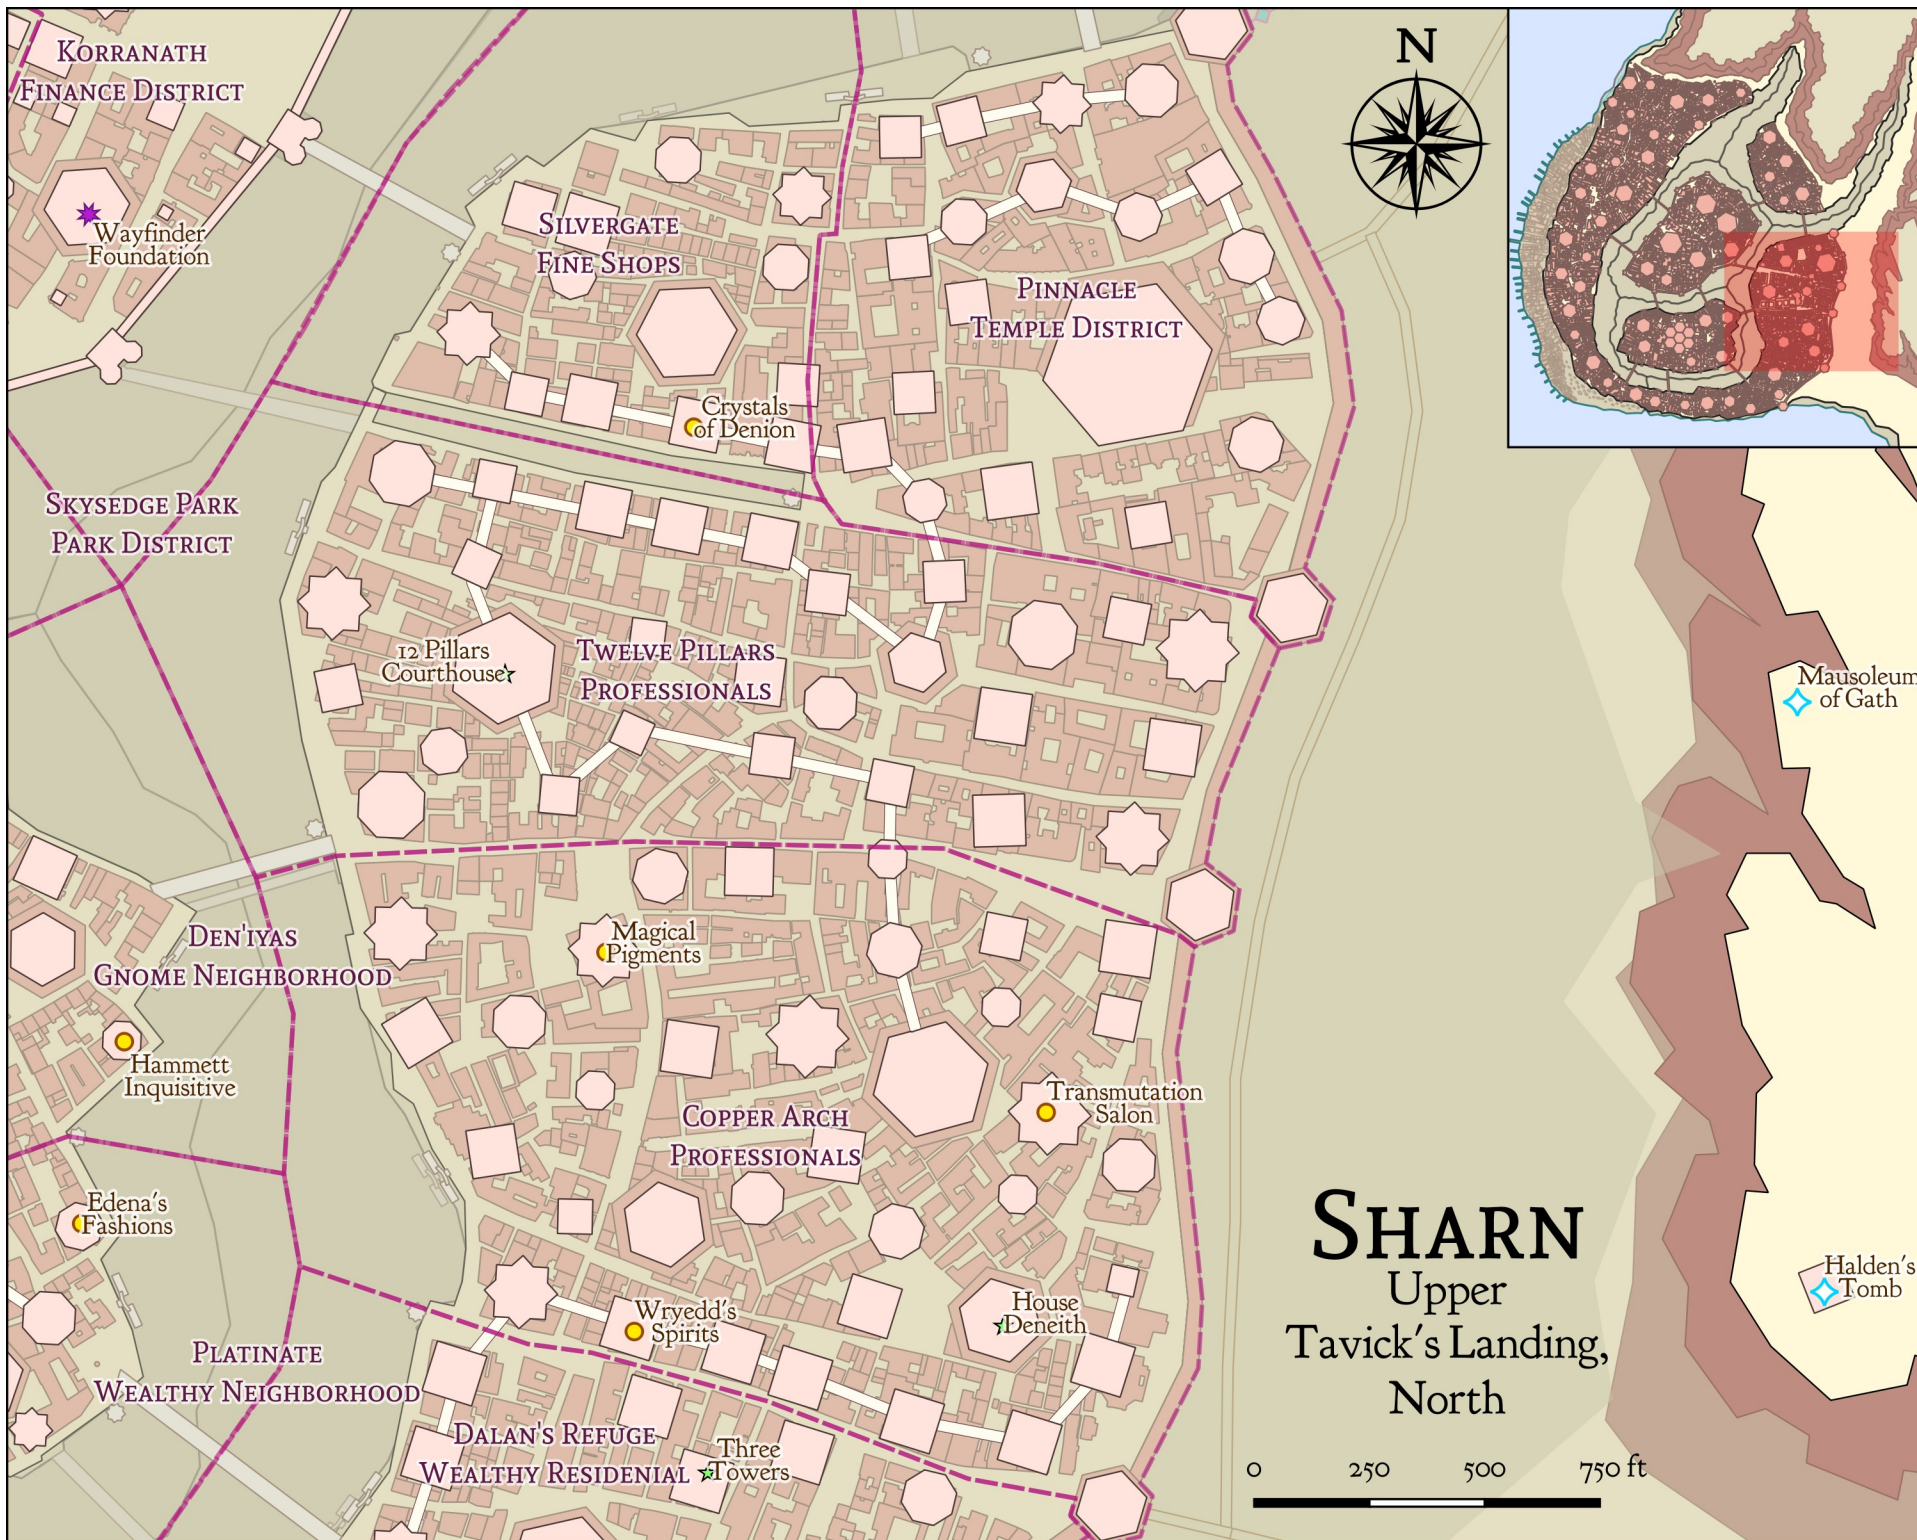 Korranath
Finance District
Wayfinder
Foundation
Silvergate
Fine Shops
Pinnacle
Temple District
N
Crystals
of Denion
Skysedge Park
Park District
12 Pillars
Courthouse
Twelve Pillars
Professionals
Mausoleum
of Gath
Den'iyas
Gnome Neighborhood
Magical
Pigments
Hammett
Inquisitive
Transmutation
Salon
Copper Arch
Professionals
Edena's
Fashions
Sharn
Upper
Tavick's Landing,
North
Halden's
Tomb
House
Deneith
Wryedd's
Spirits
Platinate
Wealthy Neighborhood
Dalan's Refuge
Wealthy Residenial
Three
Towers
0 250 500 750 ft